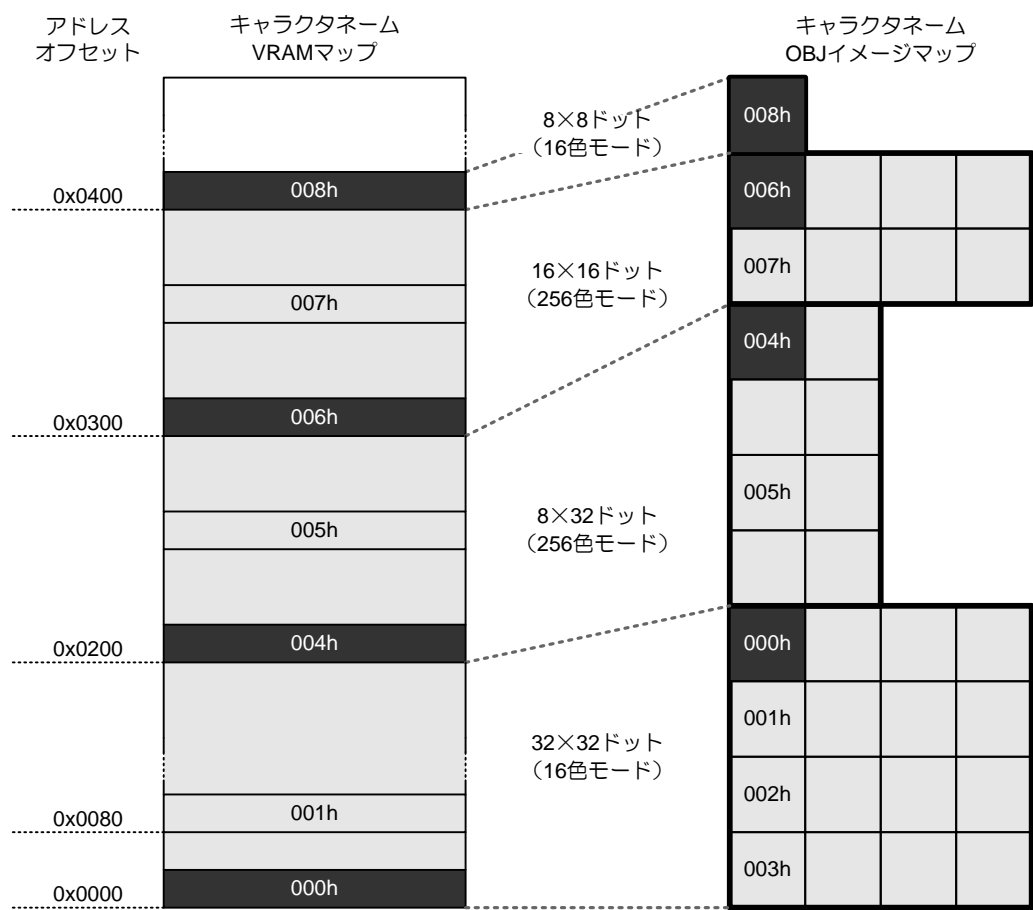 アドレス
オフセット
キャラクタネーム
VRAMマップ
キャラクタネーム
OBJイメージマップ
8×8ドット
（16色モード）
008h
0x0400
008h
006h
16×16ドット
（256色モード）
007h
007h
004h
0x0300
006h
005h
8×32ドット
（256色モード）
005h
0x0200
004h
000h
001h
32×32ドット
（16色モード）
002h
0x0080
001h
003h
0x0000
000h